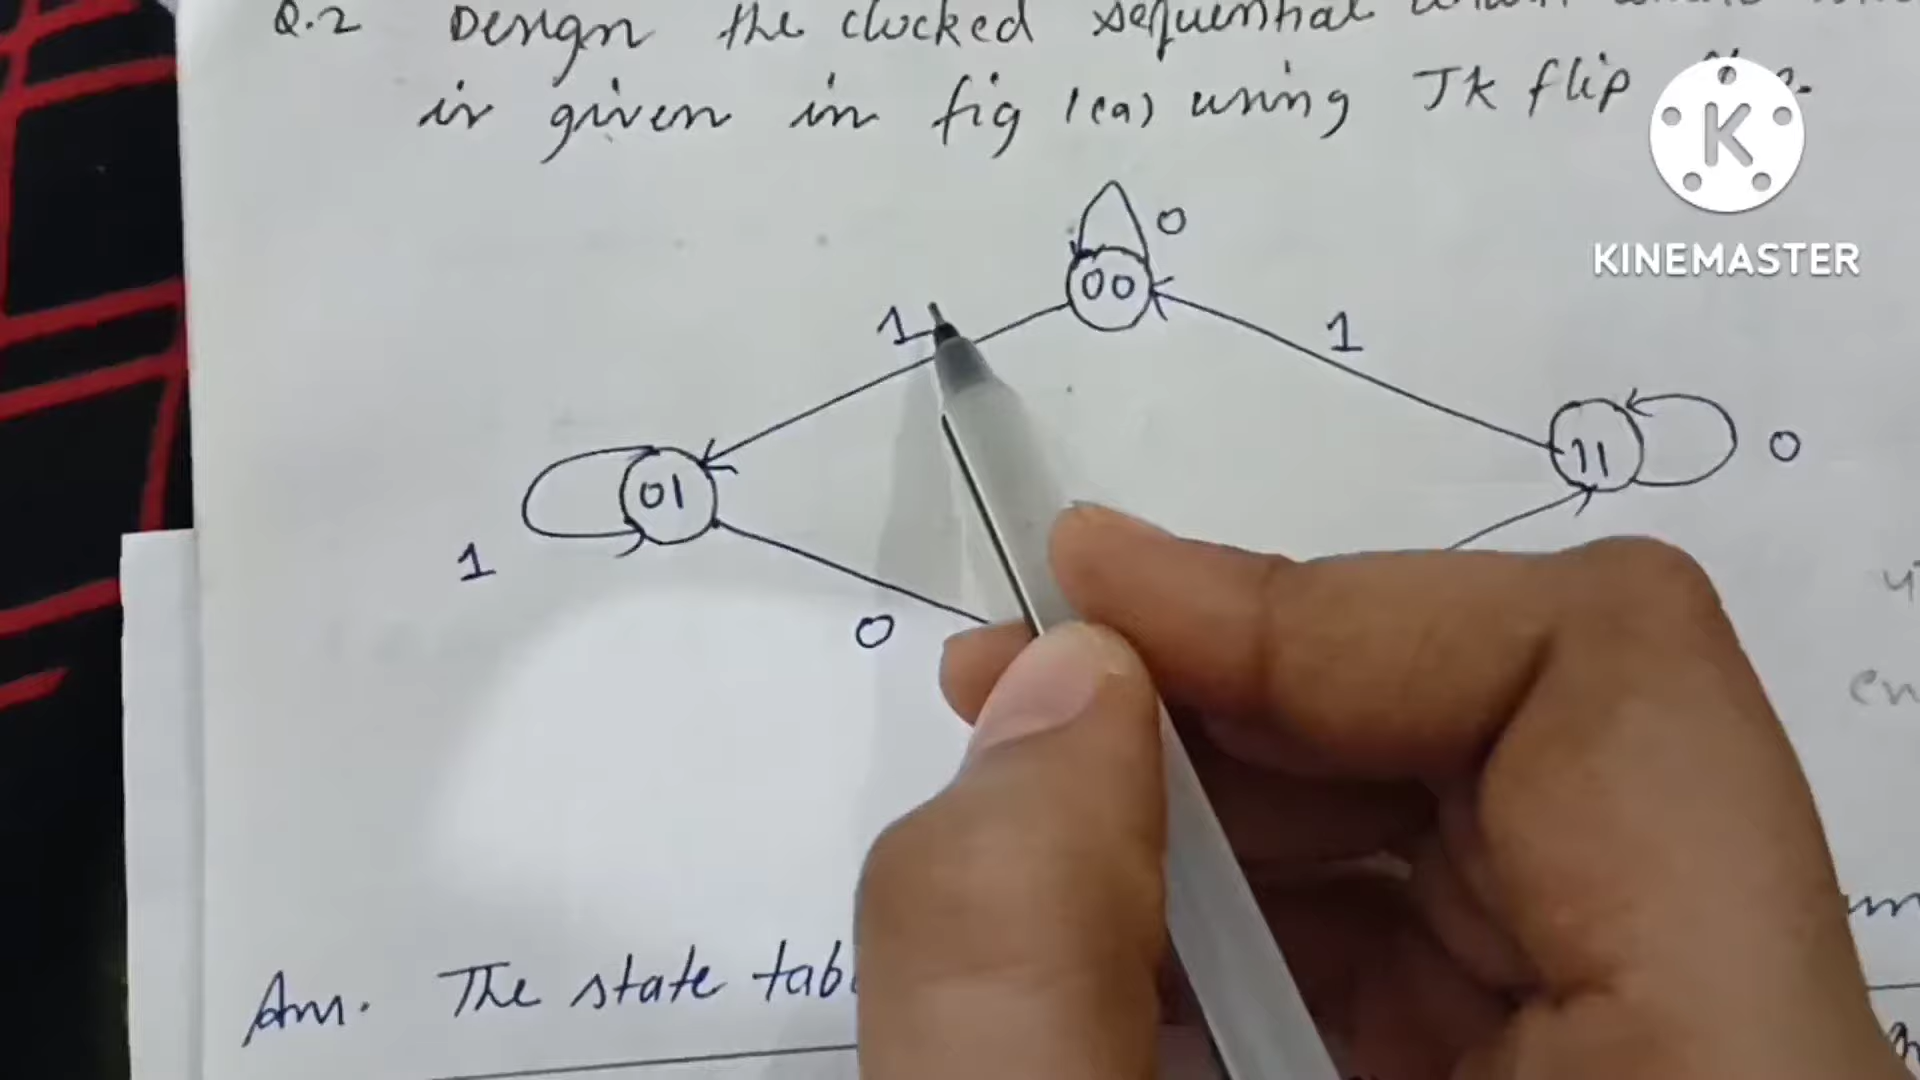 Q.2 Design the clocked sequential
is given in fig 1(a) using JK flip
KINEMASTER
0
00
1
1
11
0
01
1
0
Ans. The state